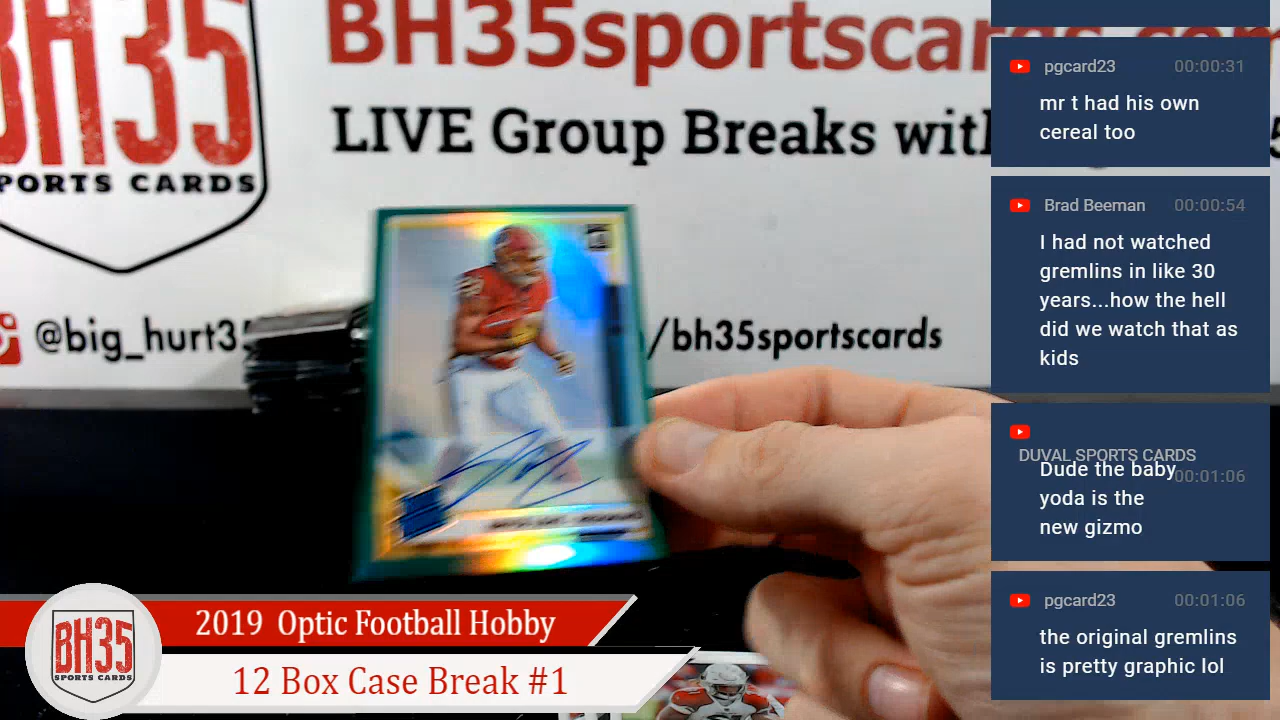 BH35sportscards.com
LIVE Group Breaks with
BH35
PORTS CARDS
@big_hurt35
/bh35sportscards
2019 Optic Football Hobby
12 Box Case Break #1
BH35
SPORTS CARDS
pgcard23 00:00:31
mr t had his own
cereal too
Brad Beeman 00:00:54
I had not watched
gremlins in like 30
years...how the hell
did we watch that as
kids
DUVAL SPORTS CARDS
00:01:06
Dude the baby
yoda is the
new gizmo
pgcard23 00:01:06
the original gremlins
is pretty graphic lol